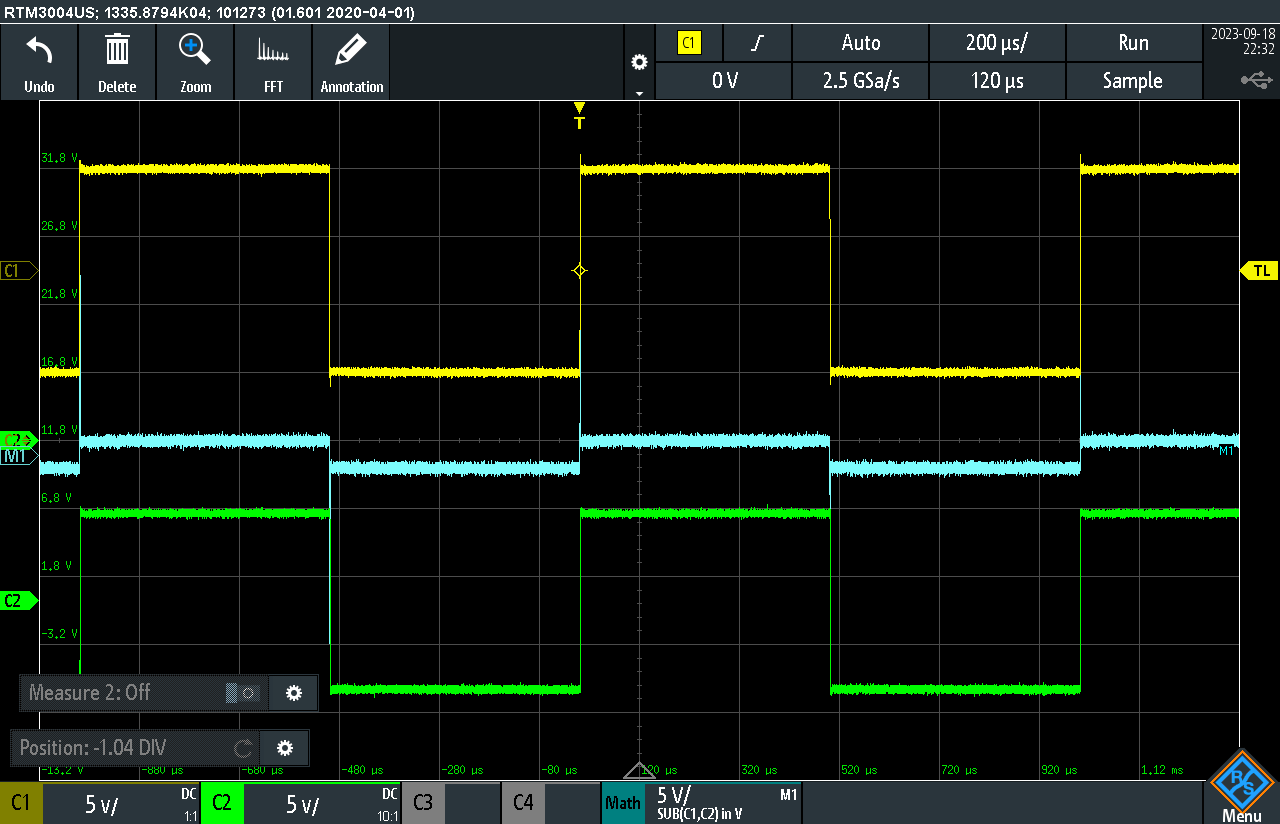 RTM3004US; 1335.8794K04; 101273 (01.601 2020-04-01)
Undo
Delete
Zoom
FFT
Annotation
C1
Auto
200 µs/
Run
2023-09-18
22:32
0 V
2.5 GSa/s
120 µs
Sample
T
31,8 V
26,8 V
C1
TL
21,8 V
16,8 V
11,8 V
C2
M1
M1
6,8 V
1,8 V
C2
-3,2 V
Measure 2: Off
Position: -1.04 DIV
-13,2 V
-880 µs
-680 µs
-480 µs
-280 µs
-80 µs
120 µs
320 µs
520 µs
720 µs
920 µs
1,12 ms
C1
5 V/
DC
1:1
C2
5 V/
DC
10:1
C3
C4
Math
5 V/
M1
SUB(C1,C2) in V
R S
Menu